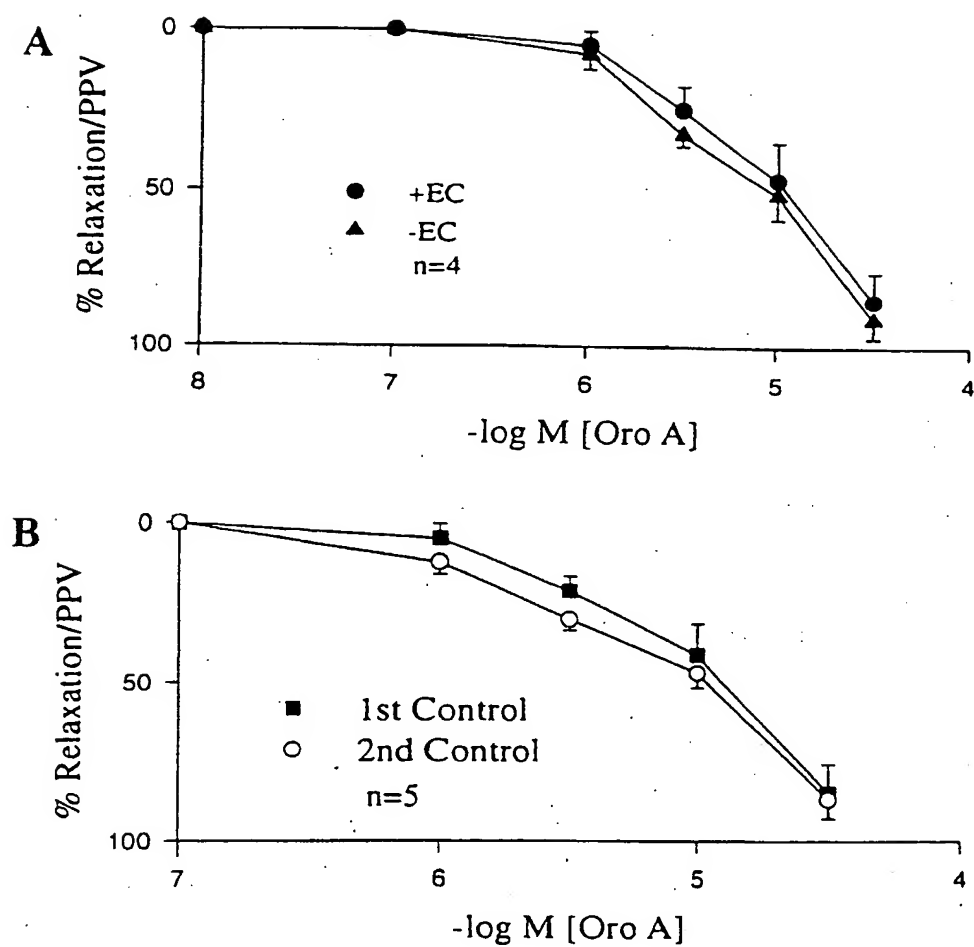 A
% Relaxation/PPV
0
50
100
+EC
-EC
n=4
8 7 6 5 4
-log M [Oro A]
B
% Relaxation/PPV
0
50
100
1st Control
2nd Control
n=5
7 6 5 4
-log M [Oro A]